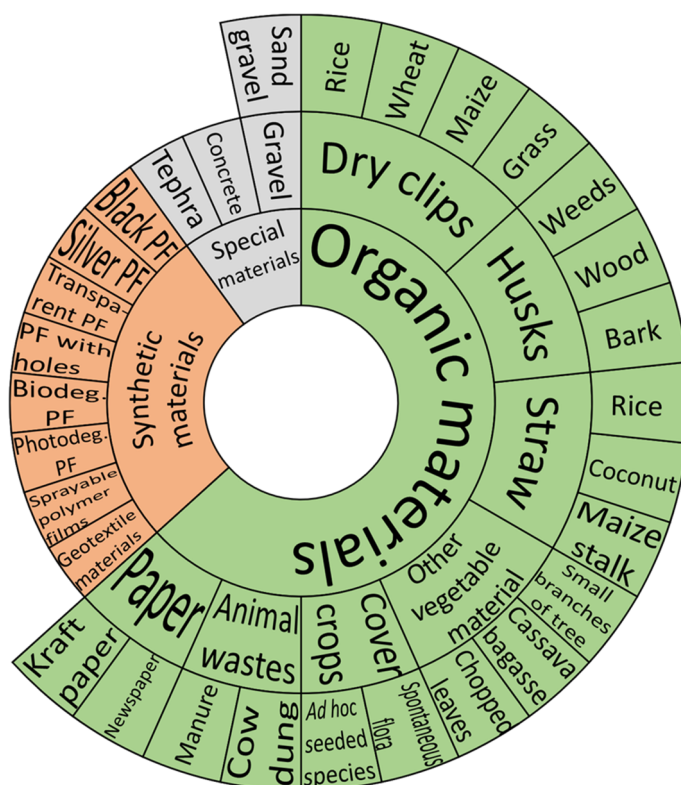 Organic materials
Dry clips
Rice
Wheat
Maize
Grass
Husks
Weeds
Wood
Bark
Straw
Rice
Coconut
Maize
stalk
Other
vegetable
material
Small
branches
of tree
Cassava
bagasse
Chopped
leaves
Cover
crops
Spontaneous
flora
Ad hoc
seeded
species
Animal
wastes
Cow
dung
Manure
Paper
Newspaper
Kraft
paper
Synthetic
materials
Geotextile
materials
Sprayable
polymer
films
Photodeg.
PF
Biodeg.
PF
PF with
holes
Transpa-
rent PF
Silver PF
Black PF
Special
materials
Tephra
Concrete
Gravel
Sand
gravel